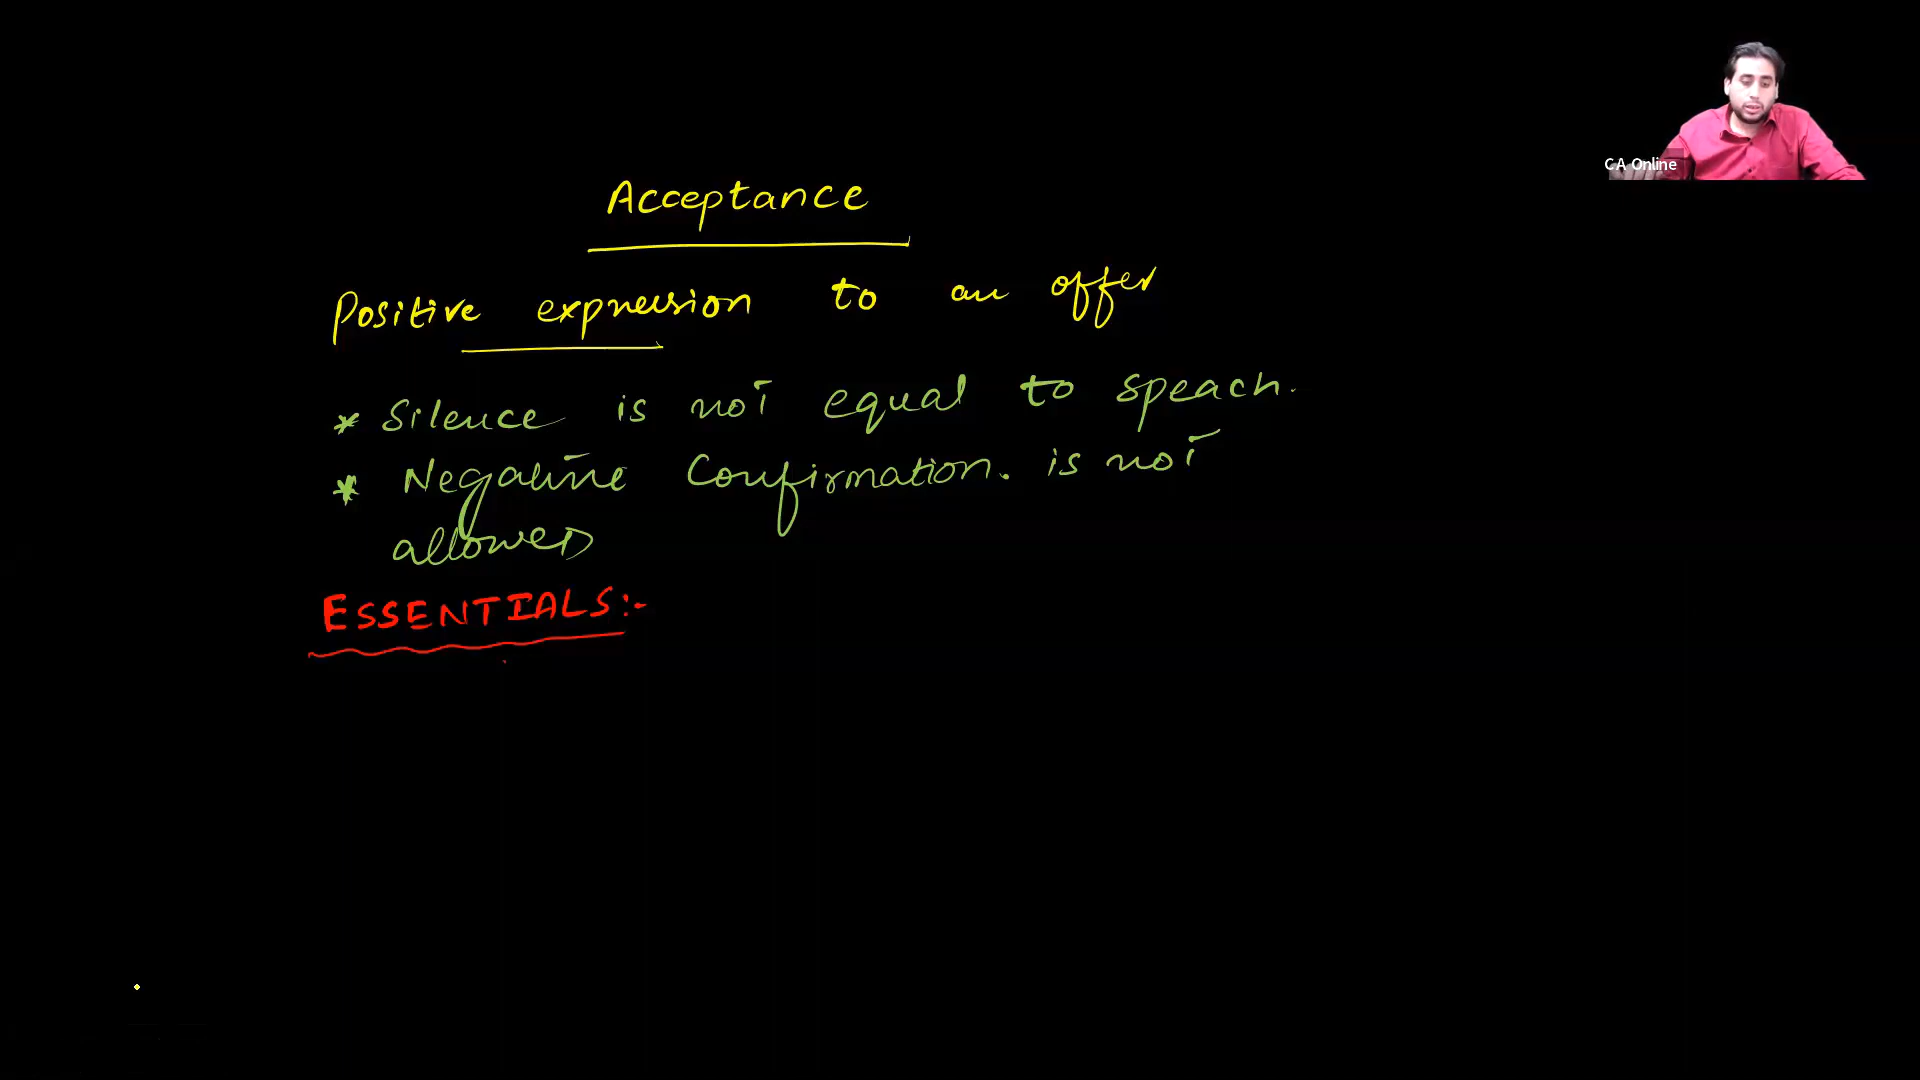 CA Online
Acceptance
Positive expression to an offer
* Silence is not equal to speach.
* Negative Confirmation. is not
allowed
ESSENTIALS:-